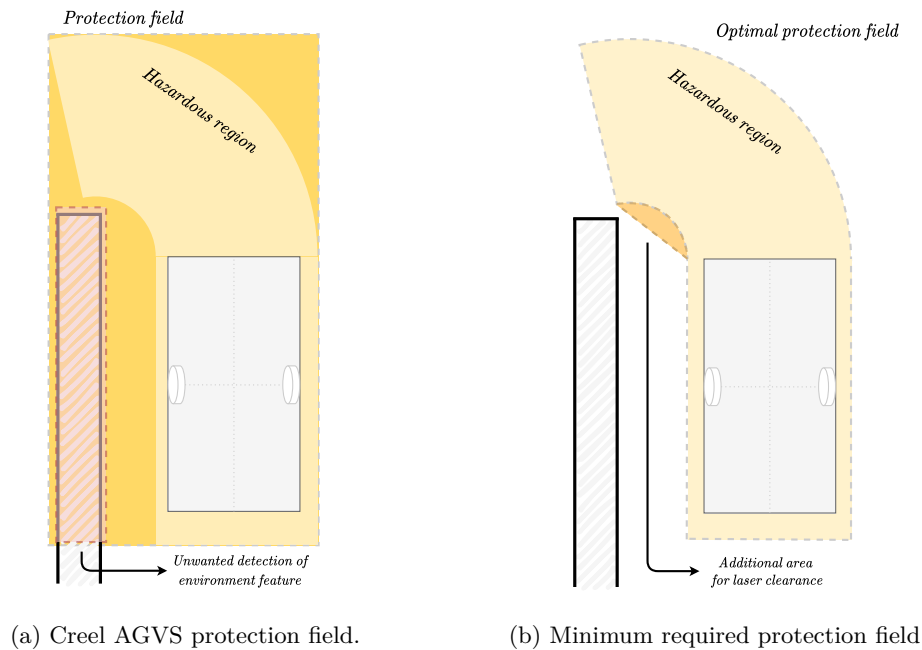 Protection field
Hazardous region
Unwanted detection of
environment feature
(a) Creel AGVS protection field.
Optimal protection field
Hazardous region
Additional area
for laser clearance
(b) Minimum required protection field